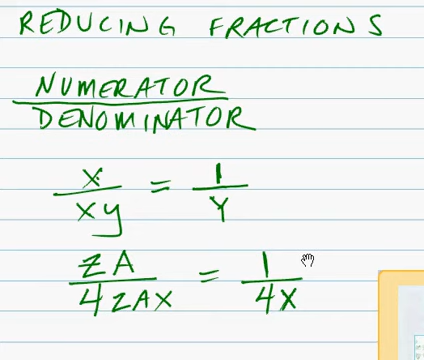 REDUCING FRACTIONS
NUMERATOR
DENOMINATOR
x/xy = 1/Y
ZA/4ZAX = 1/4X